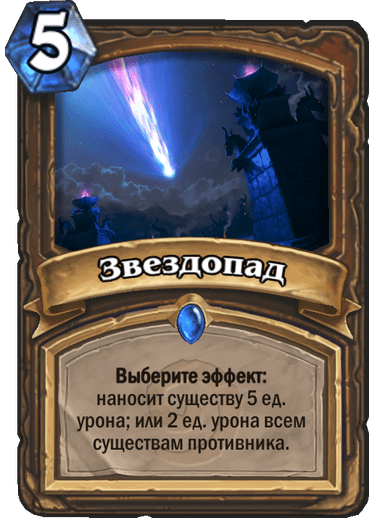 5
Звездопад
Выберите эффект:
наносит существу 5 ед.
урона; или 2 ед. урона всем
существам противника.